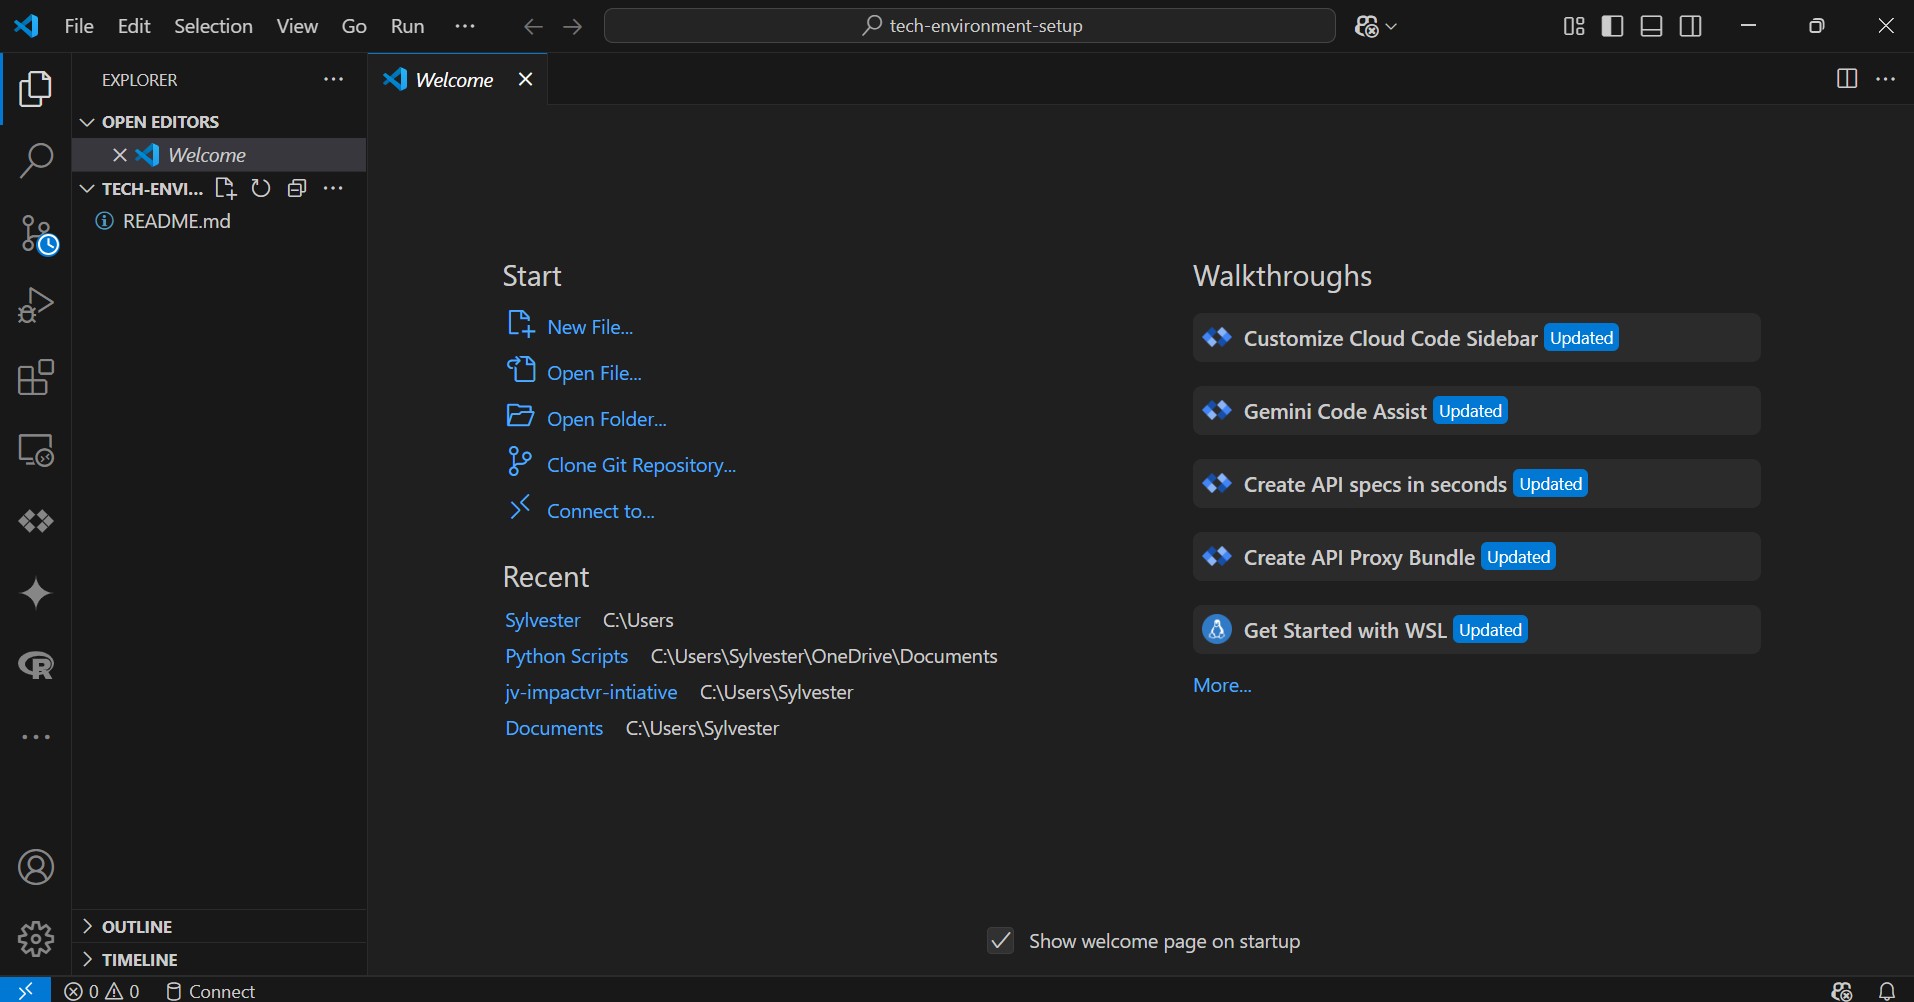 File Edit Selection View Go Run ···
tech-environment-setup
EXPLORER
Welcome
OPEN EDITORS
Welcome
TECH-ENVI...
README.md
Start
New File...
Open File...
Open Folder...
Clone Git Repository...
Connect to...
Recent
Sylvester C:\Users
Python Scripts C:\Users\Sylvester\OneDrive\Documents
jv-impactvr-intiative C:\Users\Sylvester
Documents C:\Users\Sylvester
Walkthroughs
Customize Cloud Code Sidebar Updated
Gemini Code Assist Updated
Create API specs in seconds Updated
Create API Proxy Bundle Updated
Get Started with WSL Updated
More...
Show welcome page on startup
OUTLINE
TIMELINE
0 0 Connect